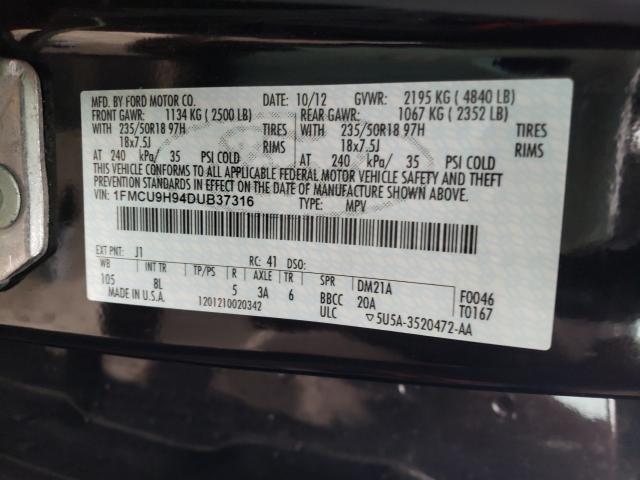 MFD. BY FORD MOTOR CO. DATE: 10/12 GVWR: 2195 KG ( 4840 LB)
FRONT GAWR: 1134 KG ( 2500 LB) REAR GAWR: 1067 KG ( 2352 LB)
WITH 235/50R18 97H TIRES WITH 235/50R18 97H TIRES
18x7.5J RIMS 18x7.5J RIMS
AT 240 kPa/ 35 PSI COLD AT 240 kPa/ 35 PSI COLD
THIS VEHICLE CONFORMS TO ALL APPLICABLE FEDERAL MOTOR VEHICLE SAFETY AND THEFT
PREVENTION STANDARDS IN EFFECT ON THE DATE OF MANUFACTURE SHOWN ABOVE.
VIN: 1FMCU9H94DUB37316 TYPE: MPV
EXT PNT: J1 RC: 41 DSO:
WB INT TR TP/PS R AXLE TR SPR DM21A F0046
105 8L 5 3A 6 BBCC 20A T0167
MADE IN U.S.A. 1201210020342 ULC ▽5U5A-3520472-AA